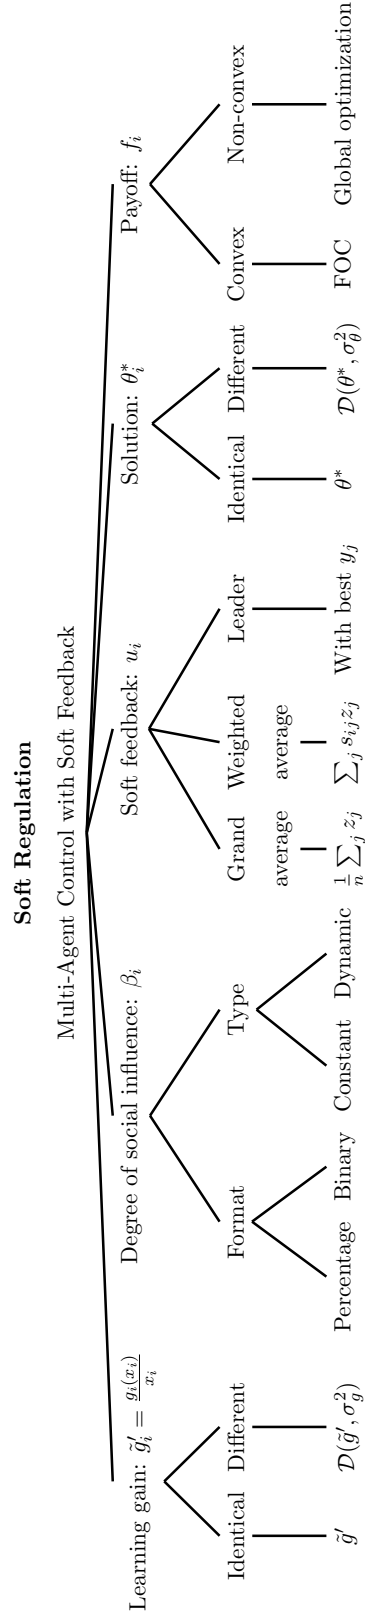 Soft Regulation
Multi-Agent Control with Soft Feedback
Learning gain: $\tilde{g}'_i = \frac{g_i(x_i)}{x_i}$
Degree of social influence: $\beta_i$
Soft feedback: $u_i$
Solution: $\theta_i^*$
Payoff: $f_i$
Identical
Different
Format
Type
Grand
average
Weighted
average
Leader
Identical
Different
Convex
Non-convex
$\tilde{g}'$
$\mathcal{D}(\tilde{g}', \sigma_g^2)$
Percentage
Binary
Constant
Dynamic
$\frac{1}{n} \sum_j z_j$
$\sum_j s_{ij} z_j$
With best $y_j$
$\theta^*$
$\mathcal{D}(\theta^*, \sigma_\theta^2)$
FOC
Global optimization